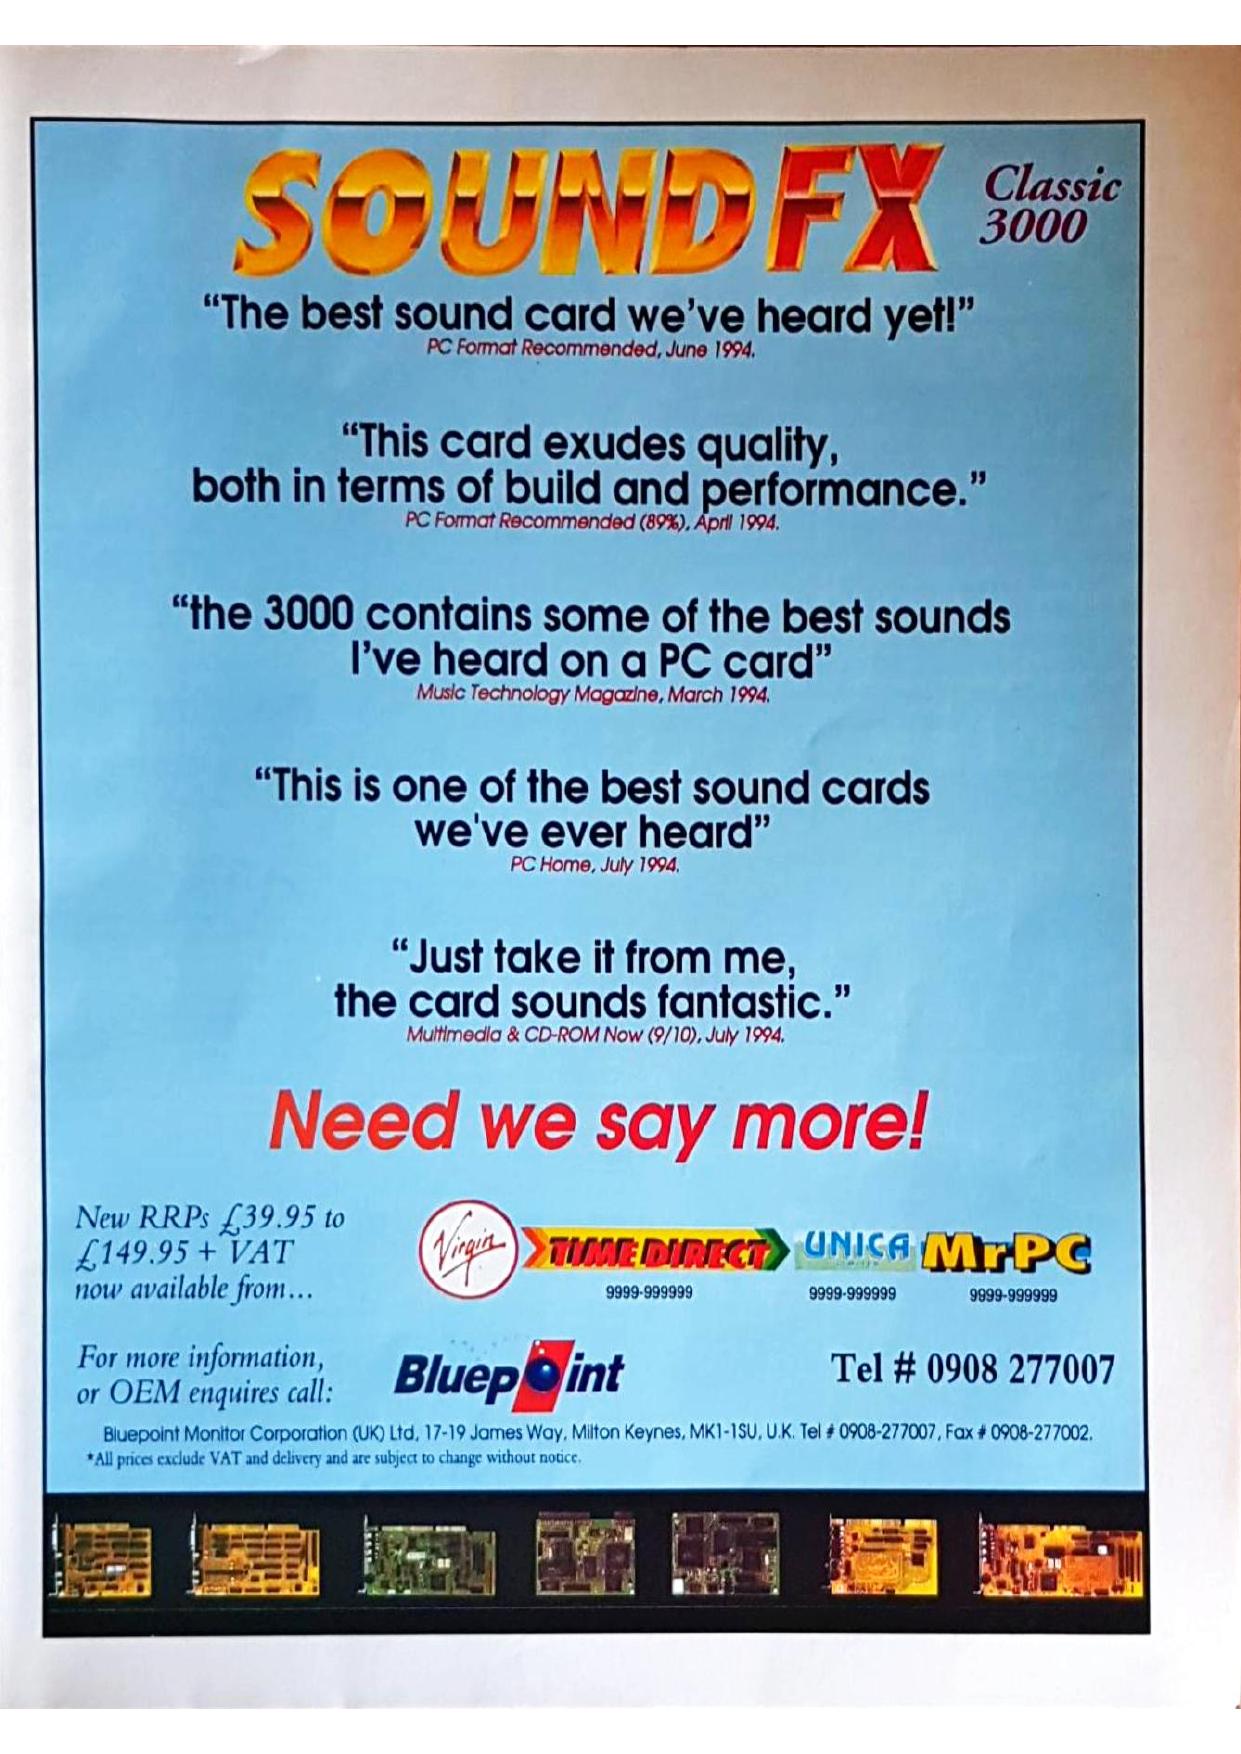 SOUND FX
Classic
3000
“The best sound card we've heard yet!”
PC Format Recommended, June 1994.
“This card exudes quality,
both in terms of build and performance.”
PC Format Recommended (89%), April 1994.
“the 3000 contains some of the best sounds
I've heard on a PC card”
Music Technology Magazine, March 1994.
“This is one of the best sound cards
we've ever heard”
PC Home, July 1994.
“Just take it from me,
the card sounds fantastic.”
Multimedia & CD-ROM Now (9/10), July 1994.
Need we say more!
New RRPs £39.95 to
£149.95 + VAT
now available from...
Virgin TIME DIRECT UNICA MrPC
9999-999999 9999-999999 9899-999999
For more information,
or OEM enquires call:
Bluepoint
Tel # 0908 277007
Bluepoint Monitor Corporation (UK) Ltd, 17-19 James Way, Milton Keynes, MK1-1SU, U.K. Tel # 0908-277007, Fax # 0908-277002.
*All prices exclude VAT and delivery and are subject to change without notice.